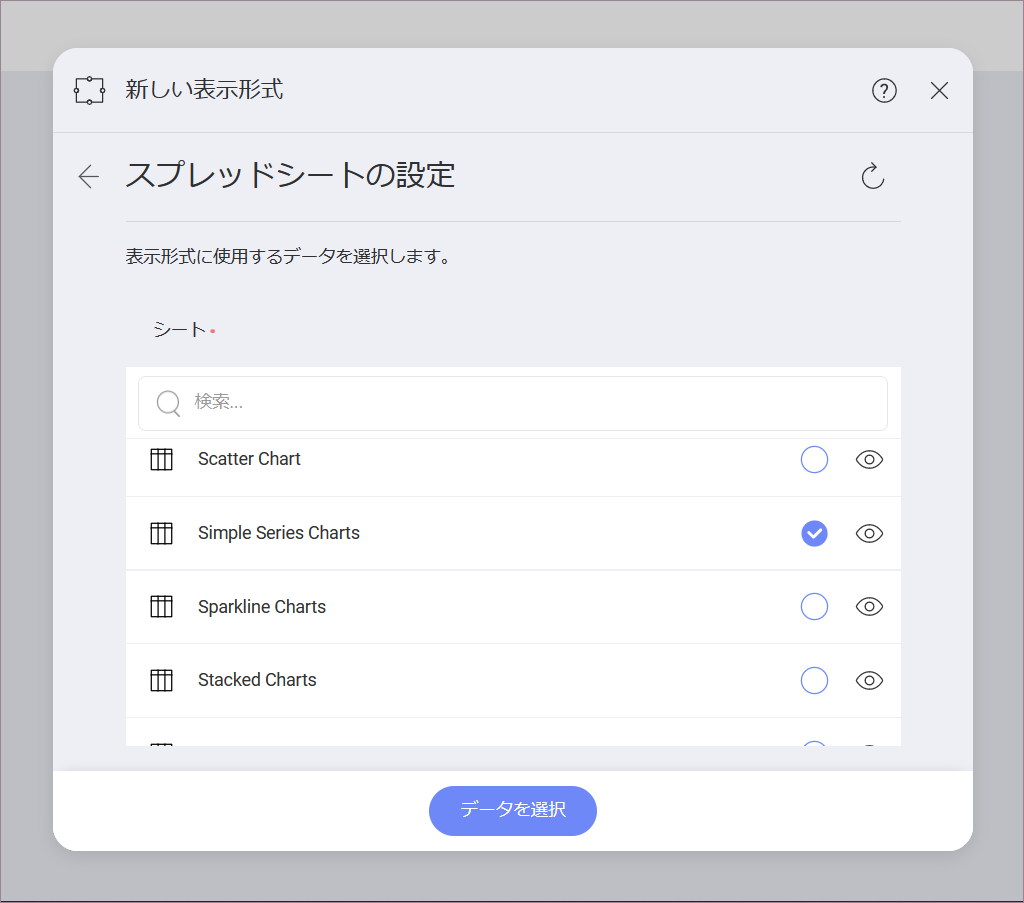 新しい表示形式
スプレッドシートの設定
表示形式に使用するデータを選択します。
シート
検索...
Scatter Chart
Simple Series Charts
Sparkline Charts
Stacked Charts
データを選択